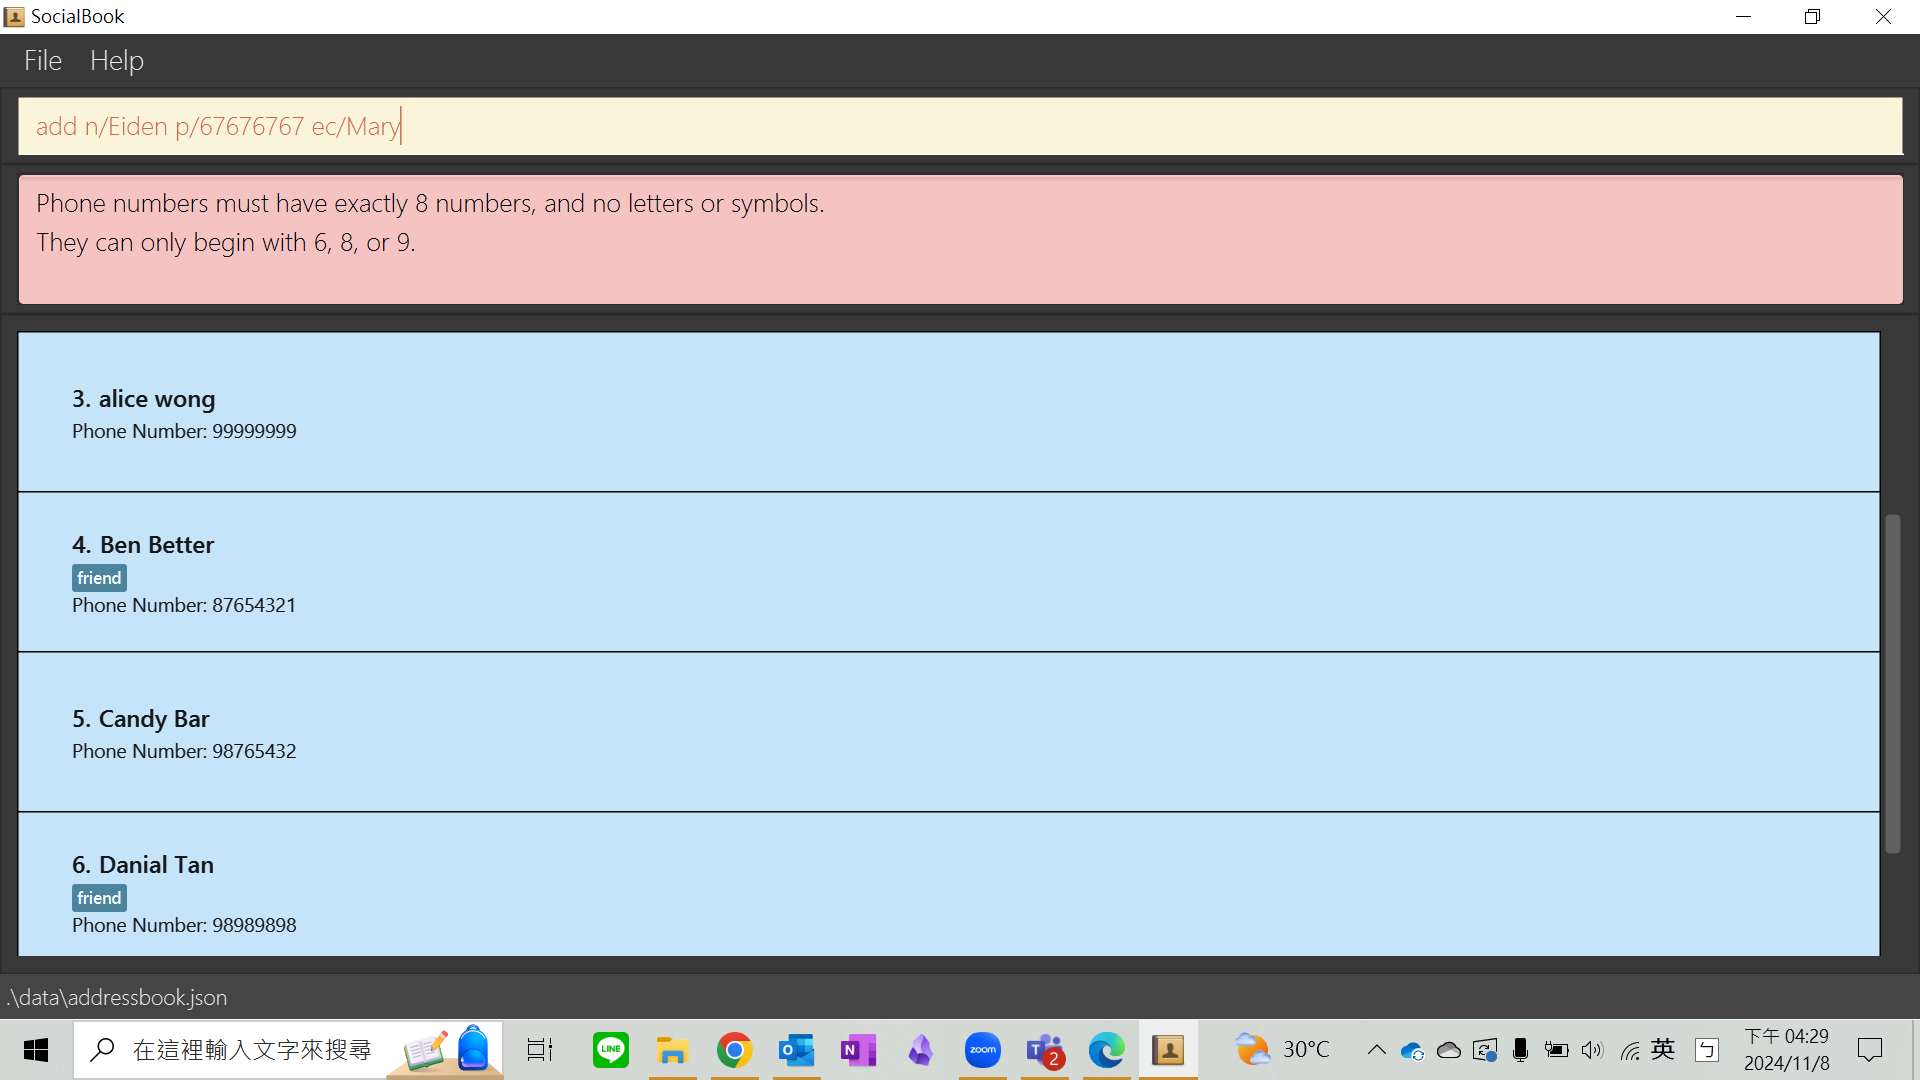 SocialBook
File Help
add n/Eiden p/67676767 ec/Mary
Phone numbers must have exactly 8 numbers, and no letters or symbols.
They can only begin with 6, 8, or 9.
3. alice wong
Phone Number: 99999999
4. Ben Better
friend
Phone Number: 87654321
5. Candy Bar
Phone Number: 98765432
6. Danial Tan
friend
Phone Number: 98989898
.\data\addressbook.json
在這裡輸入文字來搜尋
LINE
O
N
zoom
T
2
30°C
英
ㄅ
下午 04:29
2024/11/8